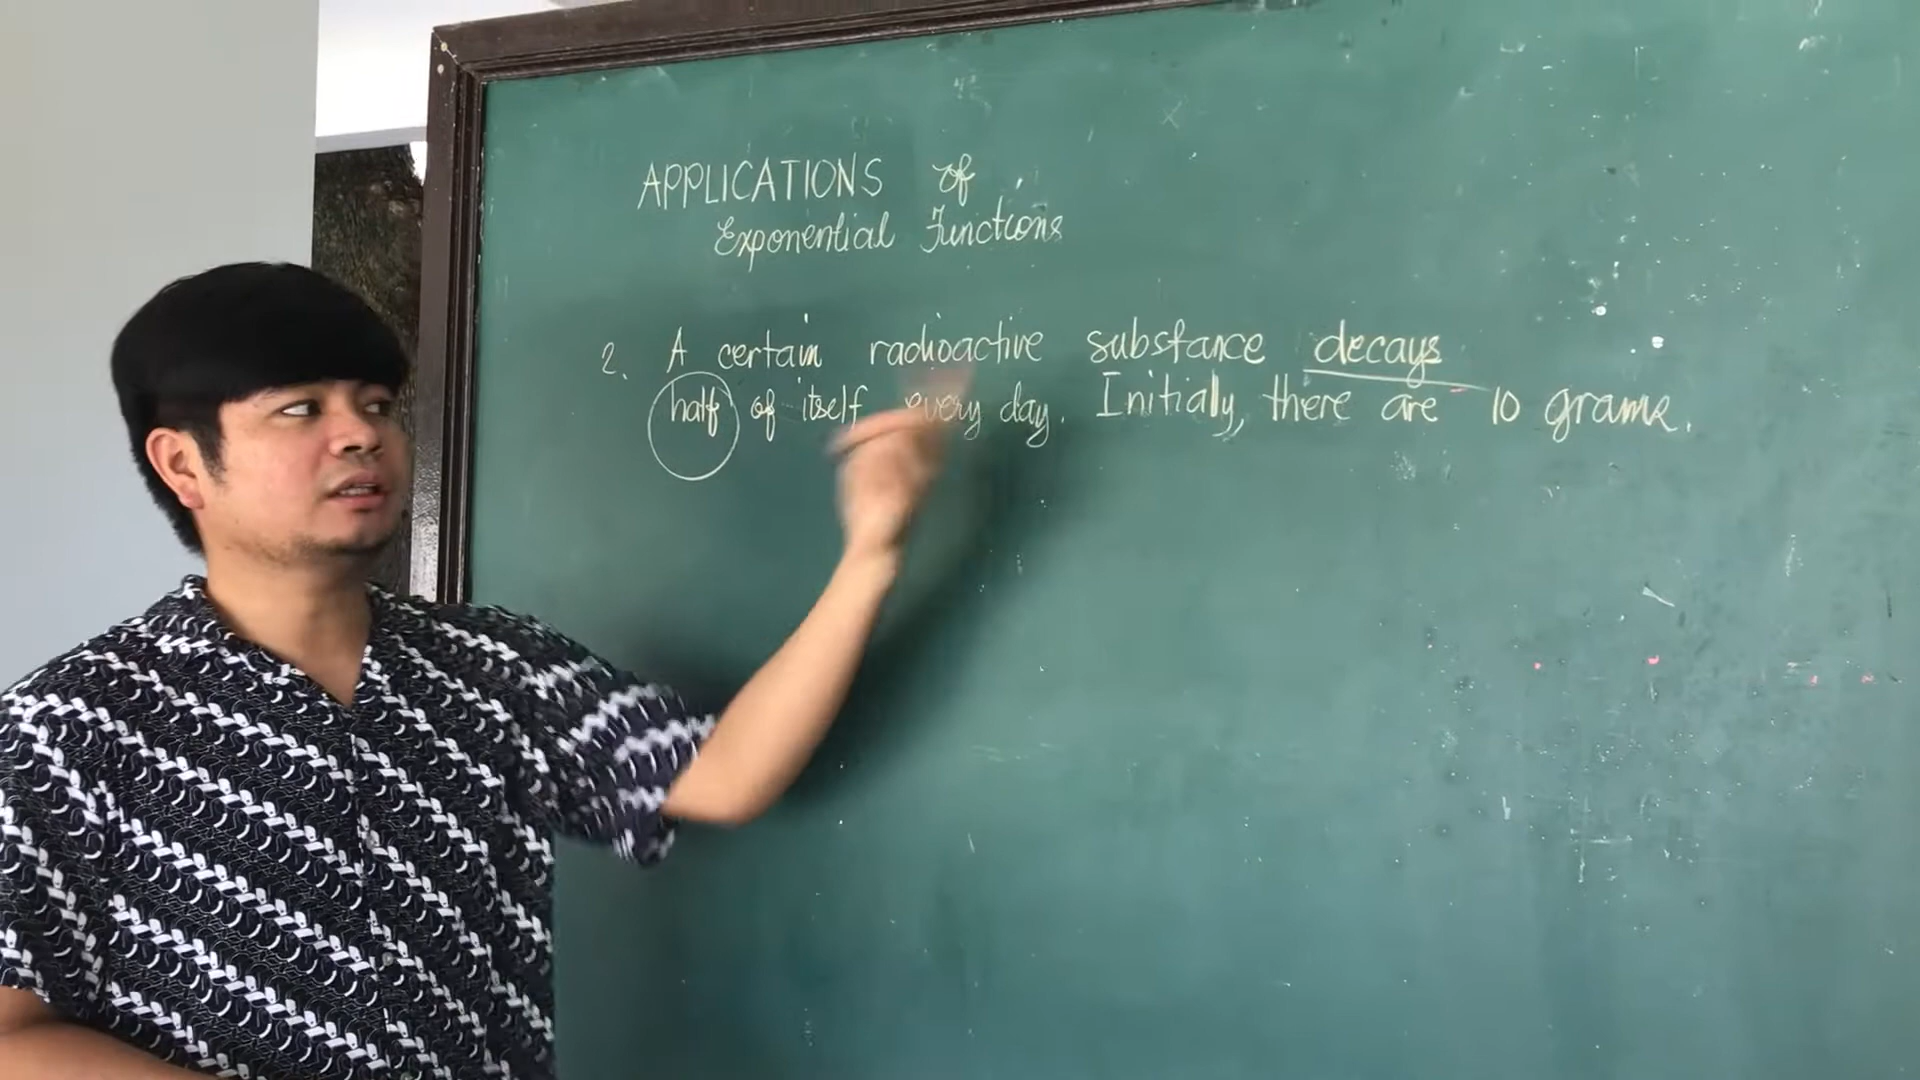 APPLICATIONS of
Exponential Functions
2. A certain radioactive substance decays
half of itself every day. Initially, there are 10 grams.